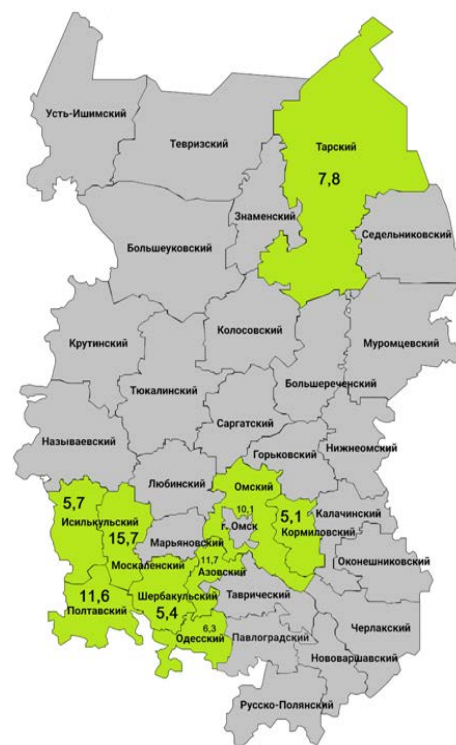 Усть-Ишимский
Тевризский
Тарский
7,8
Знаменский
Седельниковский
Большеуковский
Колосовский
Крутинский
Муромцевский
Тюкалинский
Большереченский
Саргатский
Называевский
Горьковский
Нижнеомский
Любинский
Омский
5,7
10,1
5,1
Калачинский
Исилькульский
г. Омск
Кормиловский
15,7
Марьяновский
Оконешниковский
Москаленский
11,7
Азовский
11,6
Полтавский
Шербакульский
Таврический
5,4
Черлакский
6,3
Одесский
Павлоградский
Нововаршавский
Русско-Полянский